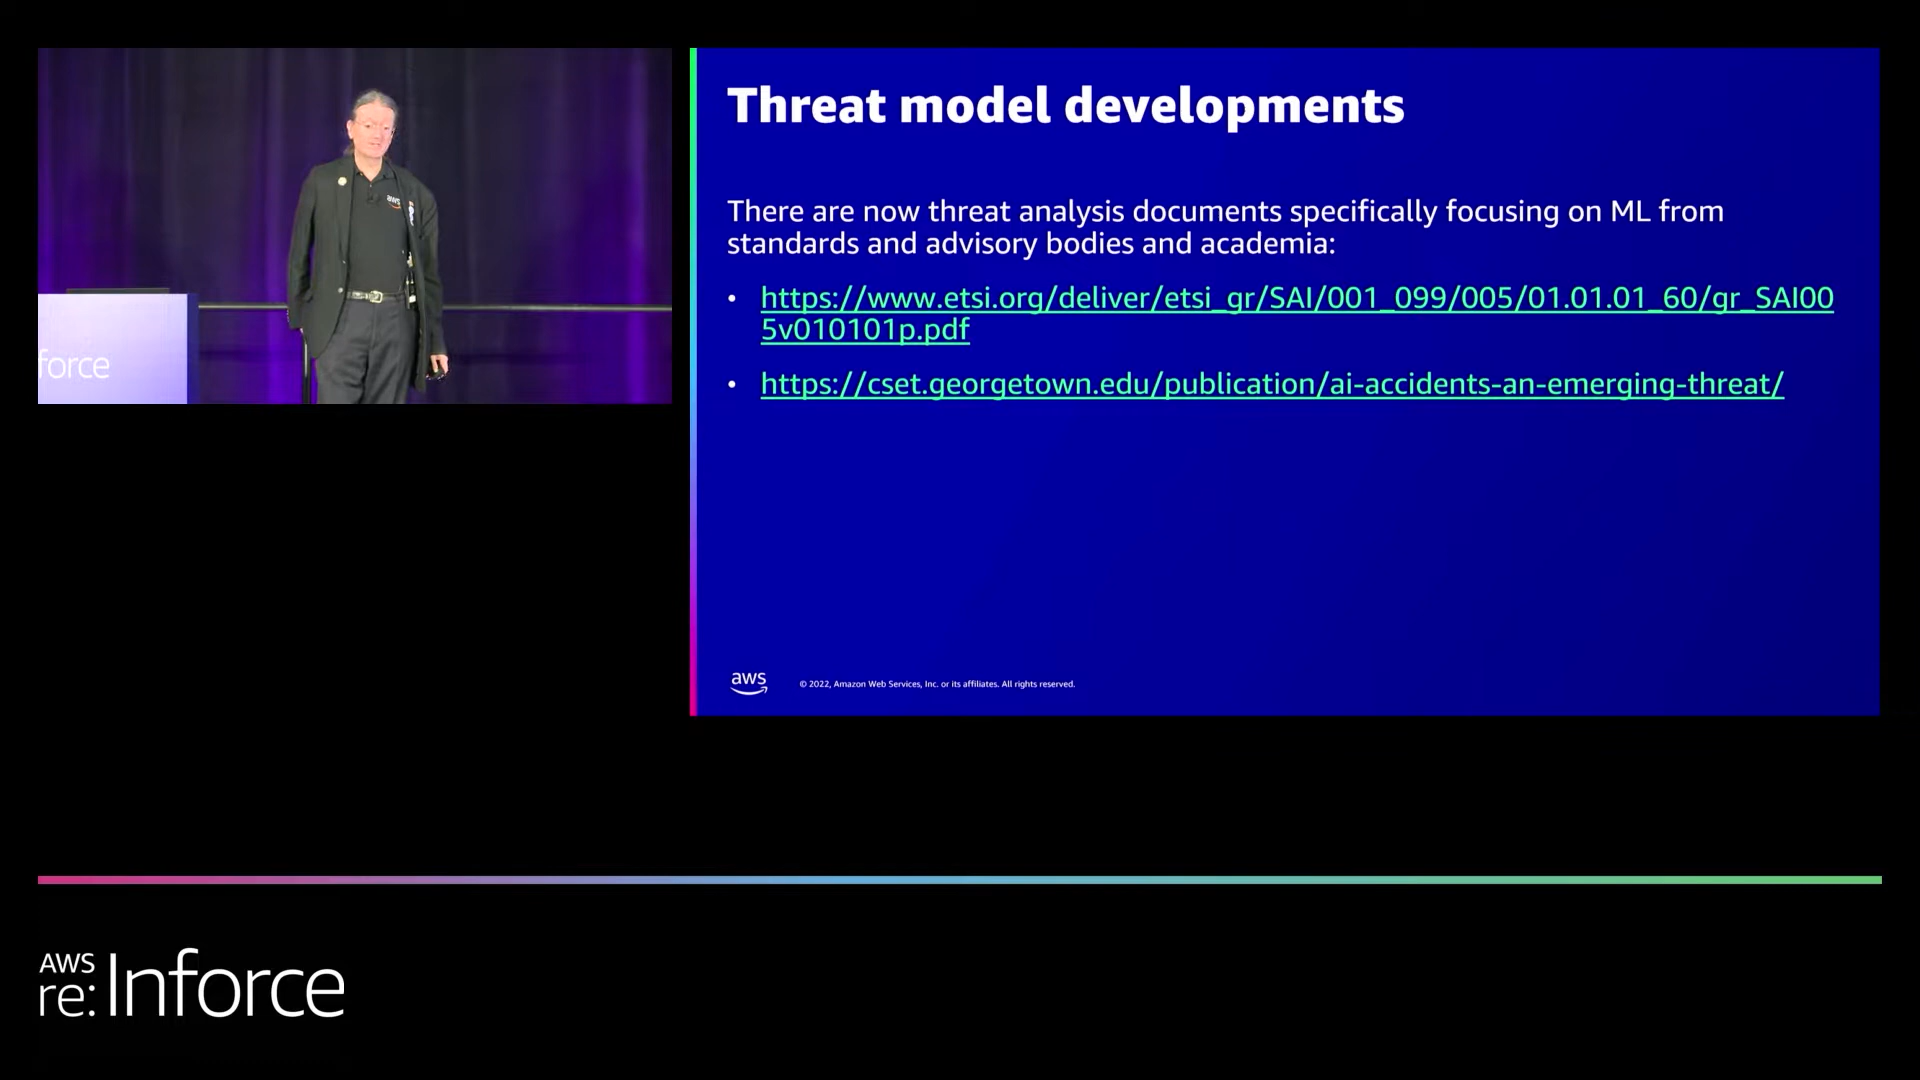 force
aws
Threat model developments
There are now threat analysis documents specifically focusing on ML from
standards and advisory bodies and academia:
• https://www.etsi.org/deliver/etsi_gr/SAI/001_099/005/01.01.01_60/gr_SAI00
5v010101p.pdf
• https://cset.georgetown.edu/publication/ai-accidents-an-emerging-threat/
aws
© 2022, Amazon Web Services, Inc. or its affiliates. All rights reserved.
AWS
re:Inforce